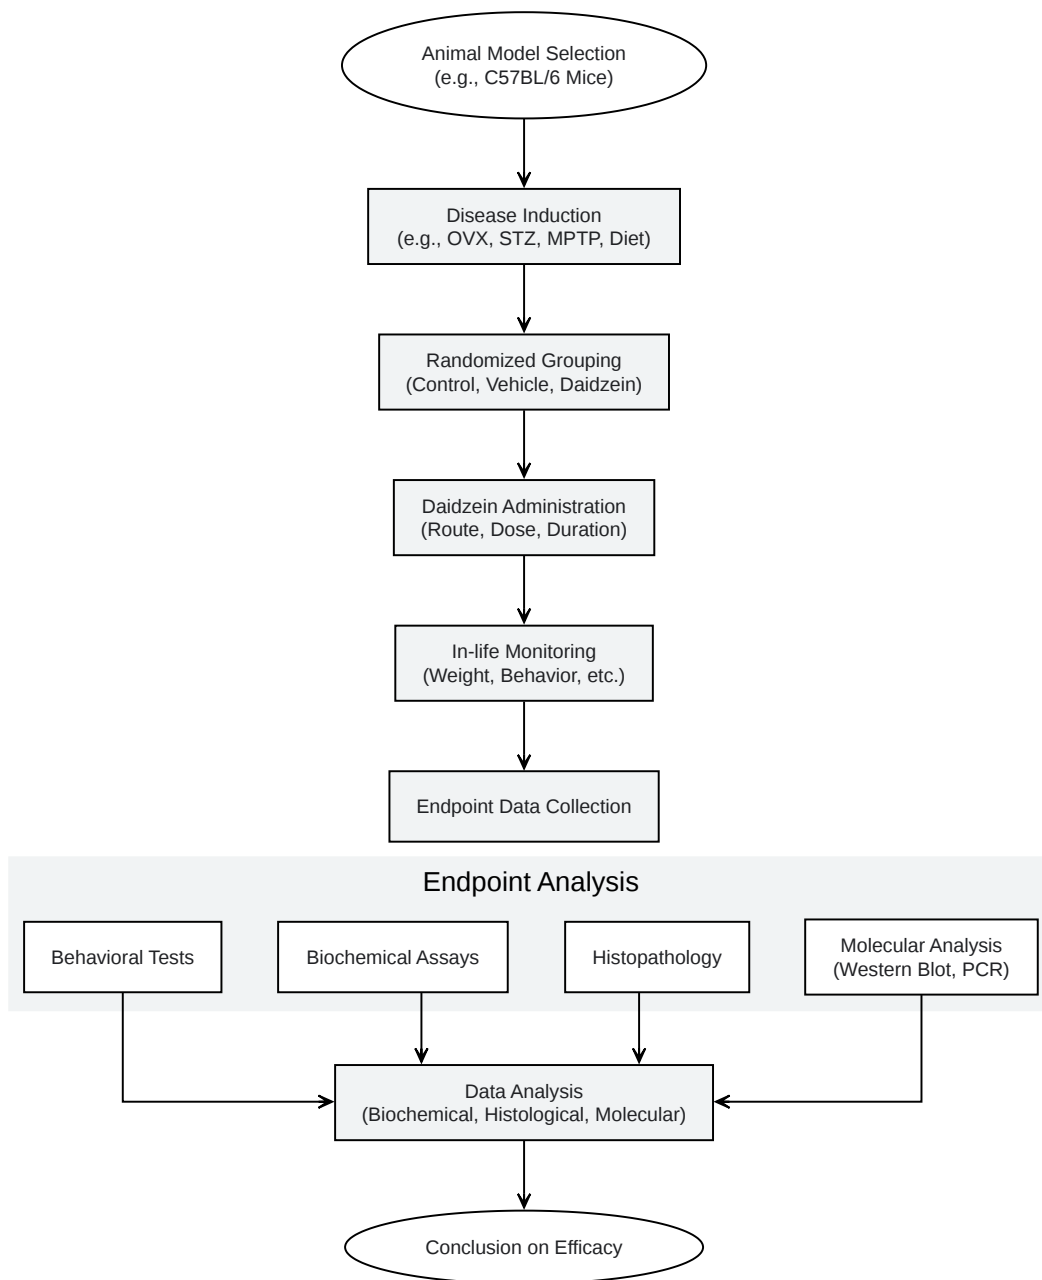 Animal Model Selection
(e.g., C57BL/6 Mice)
Disease Induction
(e.g., OVX, STZ, MPTP, Diet)
Randomized Grouping
(Control, Vehicle, Daidzein)
Daidzein Administration
(Route, Dose, Duration)
In-life Monitoring
(Weight, Behavior, etc.)
Endpoint Data Collection
Endpoint Analysis
Behavioral Tests
Biochemical Assays
Histopathology
Molecular Analysis
(Western Blot, PCR)
Data Analysis
(Biochemical, Histological, Molecular)
Conclusion on Efficacy